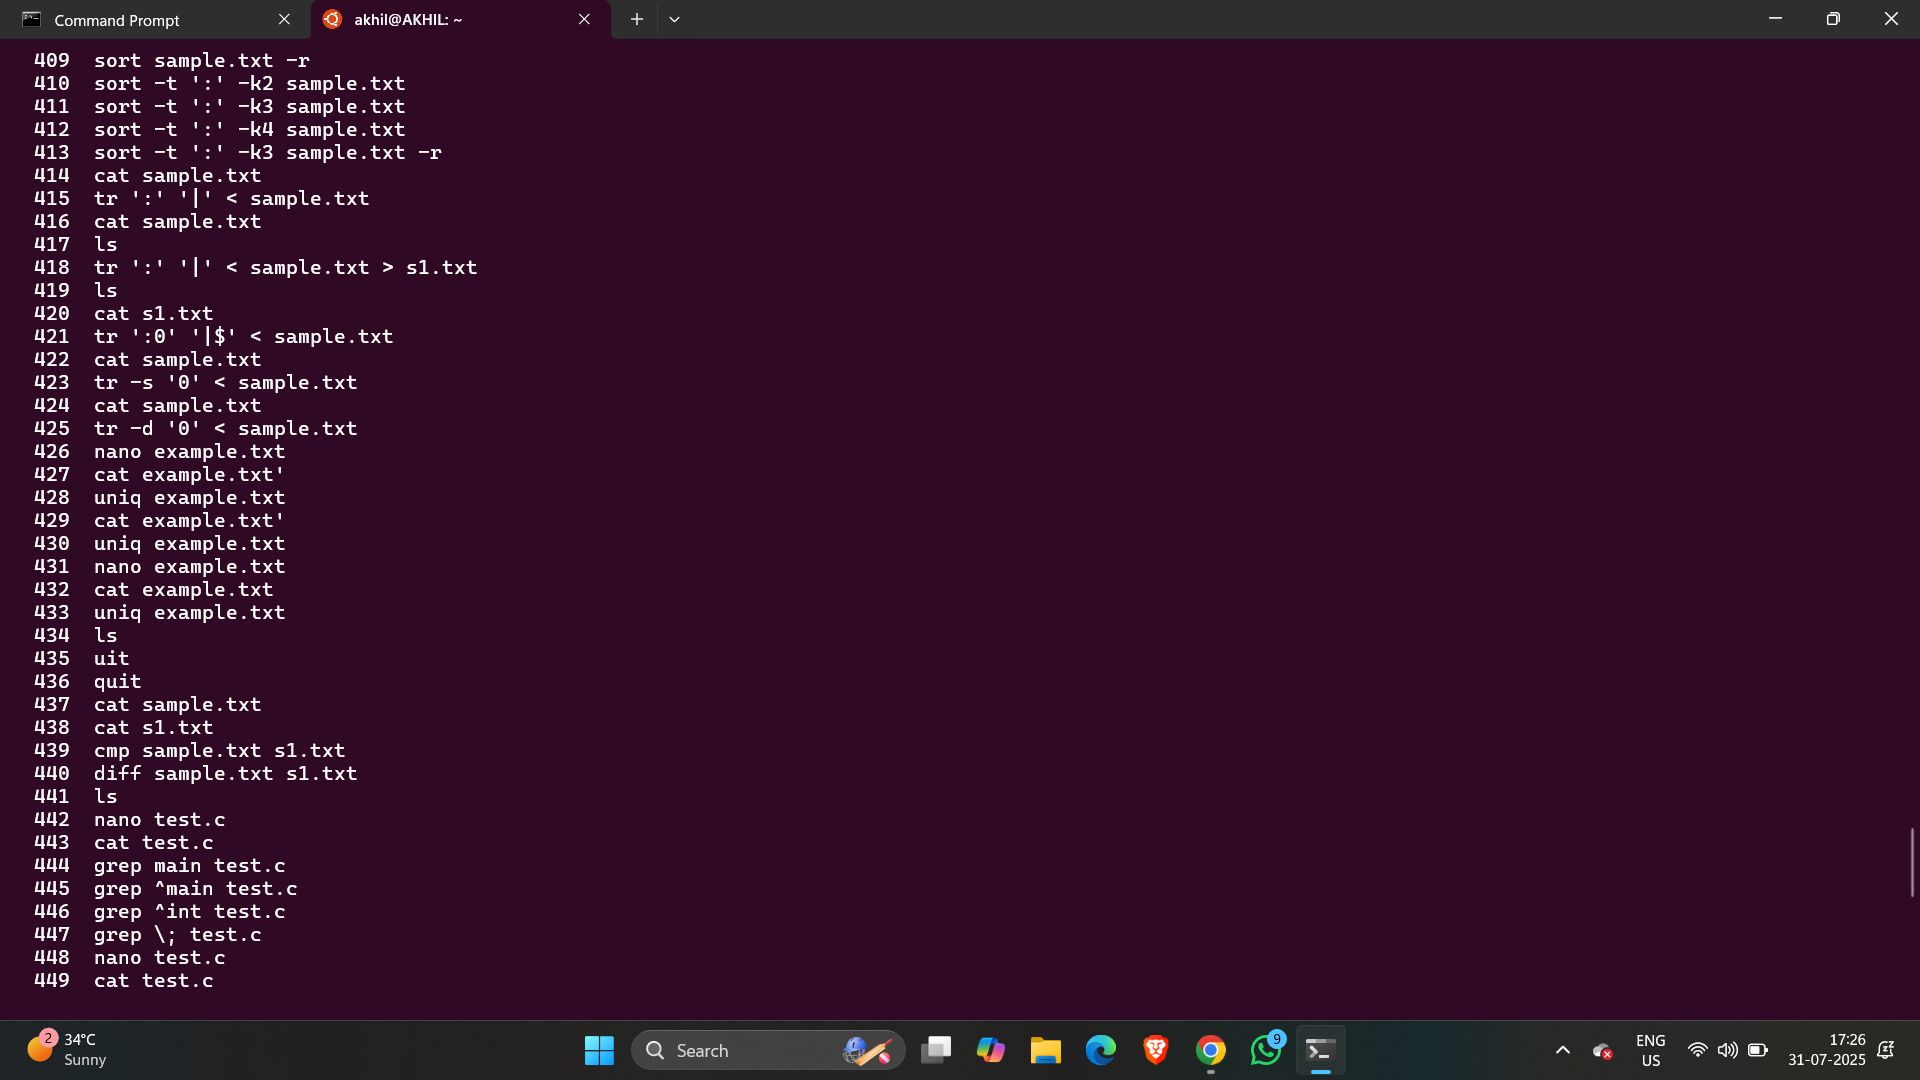 Command Prompt
akhil@AKHIL: ~
409 sort sample.txt -r
410 sort -t ':' -k2 sample.txt
411 sort -t ':' -k3 sample.txt
412 sort -t ':' -k4 sample.txt
413 sort -t ':' -k3 sample.txt -r
414 cat sample.txt
415 tr ':' '|' < sample.txt
416 cat sample.txt
417 ls
418 tr ':' '|' < sample.txt > s1.txt
419 ls
420 cat s1.txt
421 tr ':0' '|$' < sample.txt
422 cat sample.txt
423 tr -s '0' < sample.txt
424 cat sample.txt
425 tr -d '0' < sample.txt
426 nano example.txt
427 cat example.txt'
428 uniq example.txt
429 cat example.txt'
430 uniq example.txt
431 nano example.txt
432 cat example.txt
433 uniq example.txt
434 ls
435 uit
436 quit
437 cat sample.txt
438 cat s1.txt
439 cmp sample.txt s1.txt
440 diff sample.txt s1.txt
441 ls
442 nano test.c
443 cat test.c
444 grep main test.c
445 grep ^main test.c
446 grep ^int test.c
447 grep \; test.c
448 nano test.c
449 cat test.c
2
34°C
Sunny
Search
9
ENG
US
17:26
31-07-2025